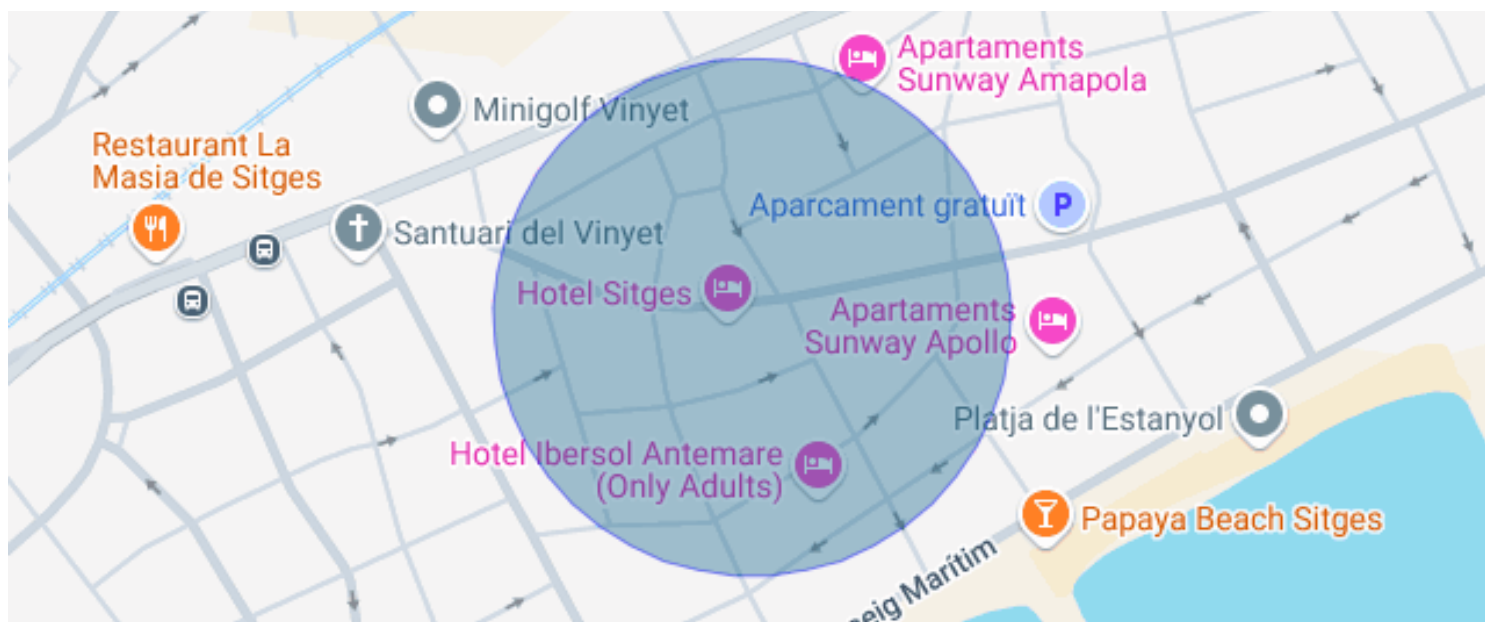 Apartaments
Sunway Amapola
Minigolf Vinyet
Restaurant La
Masia de Sitges
Aparcament gratuït
P
Santuari del Vinyet
Hotel Sitges
Apartaments
Sunway Apollo
Platja de l'Estanyol
Hotel Ibersol Antemare
(Only Adults)
Papaya Beach Sitges
eig Marítim